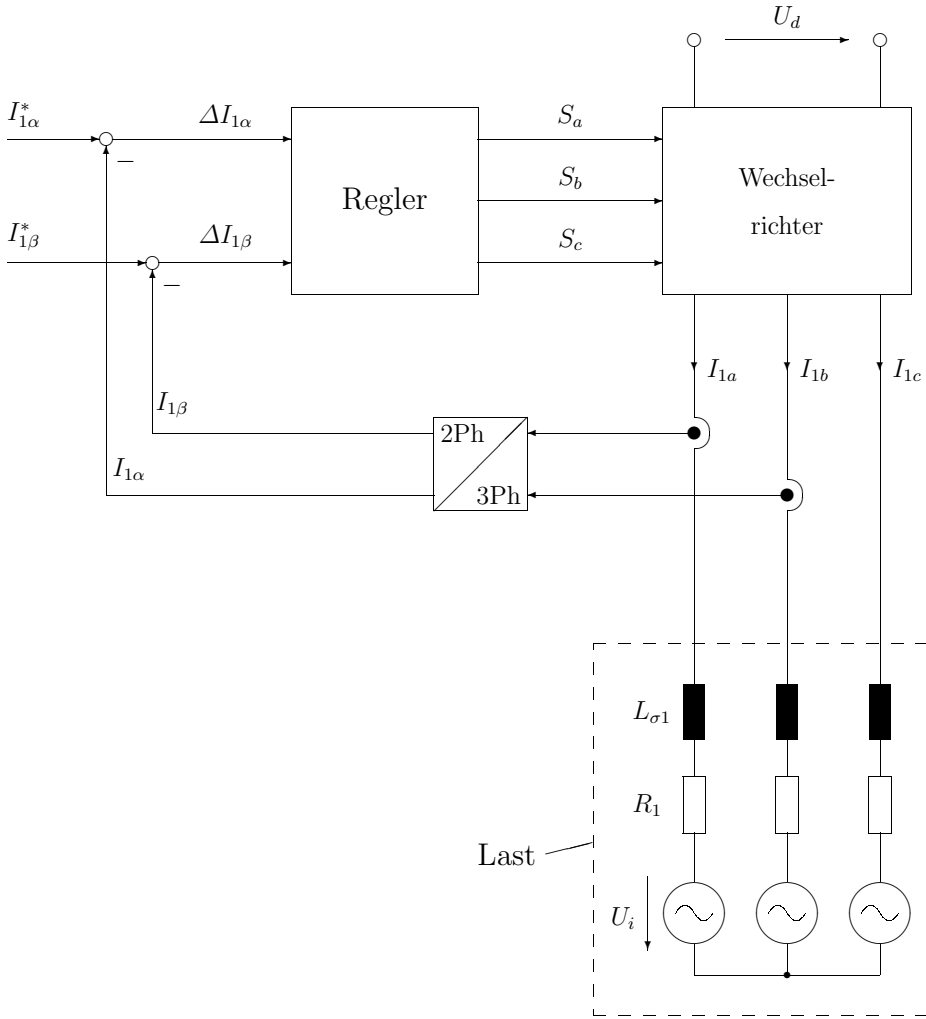 U_d
I*_1α
ΔI_1α
S_a
−
Regler
Wechsel-
richter
S_b
I*_1β
ΔI_1β
S_c
−
I_1a
I_1b
I_1c
I_1β
2Ph
3Ph
I_1α
L_σ1
R_1
Last
U_i